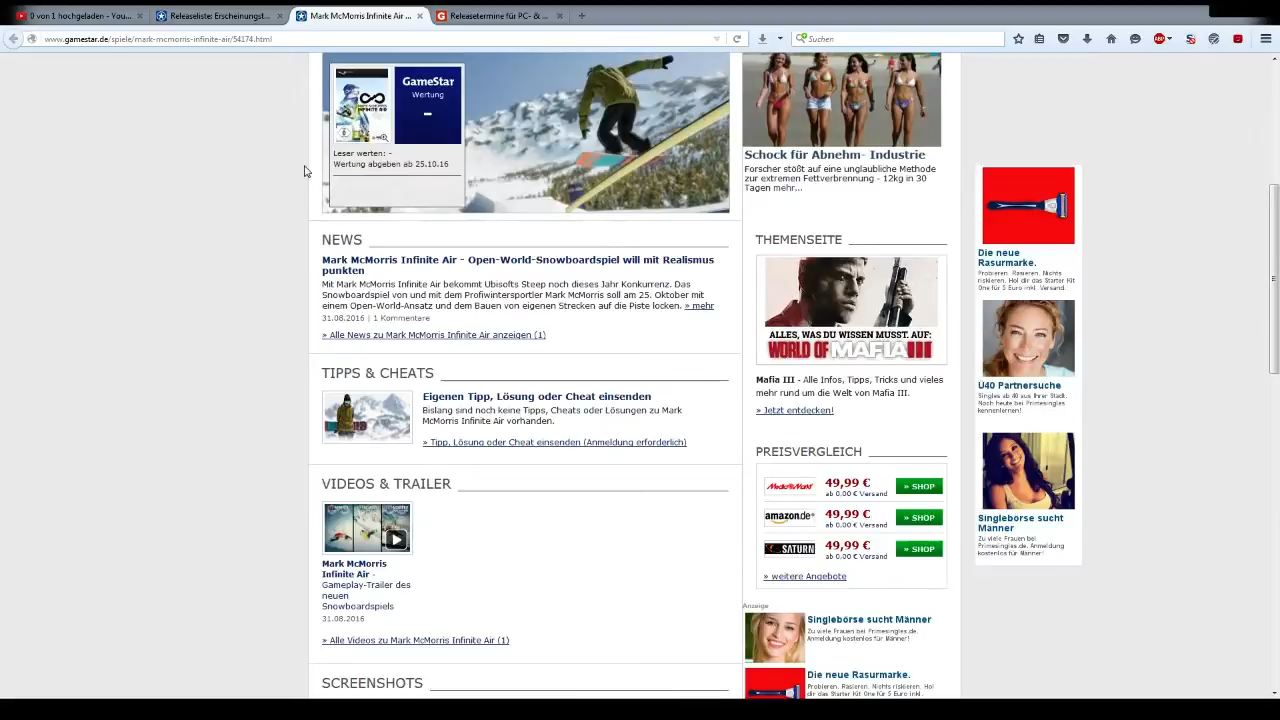 0 von 1 hochgeladen - You...
Releaseliste: Erscheinungst...
Mark McMorris Infinite Air ...
Releasetermine für PC- & ...
www.gamestar.de/spiele/mark-mcmorris-infinite-air/54174.html
Suchen
GameStar
Wertung
-
INFINITE AIR
Leser werten: -
Wertung abgeben ab 25.10.16
Schock für Abnehm- Industrie
Forscher stößt auf eine unglaubliche Methode
zur extremen Fettverbrennung - 12kg in 30
Tagen mehr...
NEWS
Mark McMorris Infinite Air - Open-World-Snowboardspiel will mit Realismus
punkten
Mit Mark McMorris Infinite Air bekommt Ubisofts Steep noch dieses Jahr Konkurrenz. Das
Snowboardspiel von und mit dem Profiwintersportler Mark McMorris soll am 25. Oktober mit
einem Open-World-Ansatz und dem Bauen von eigenen Strecken auf die Piste locken. » mehr
31.08.2016 | 1 Kommentare
» Alle News zu Mark McMorris Infinite Air anzeigen (1)
TIPPS & CHEATS
Eigenen Tipp, Lösung oder Cheat einsenden
Bislang sind noch keine Tipps, Cheats oder Lösungen zu Mark
McMorris Infinite Air vorhanden.
» Tipp, Lösung oder Cheat einsenden (Anmeldung erforderlich)
VIDEOS & TRAILER
Mark McMorris
Infinite Air -
Gameplay-Trailer des
neuen
Snowboardspiels
31.08.2016
» Alle Videos zu Mark McMorris Infinite Air (1)
SCREENSHOTS
THEMENSEITE
ALLES, WAS DU WISSEN MUSST. AUF:
WORLD OF MAFIA III
Mafia III - Alle Infos, Tipps, Tricks und vieles
mehr rund um die Welt von Mafia III.
» Jetzt entdecken!
PREISVERGLEICH
Media Markt
49,99 €
ab 0,00 € Versand
» SHOP
amazon.de
49,99 €
ab 0,00 € Versand
» SHOP
SATURN
49,99 €
ab 0,00 € Versand
» SHOP
» weitere Angebote
Anzeige
Singlebörse sucht Männer
Zu viele Frauen bei Primesingles.de.
Anmeldung kostenlos für Männer!
Die neue Rasurmarke.
Probieren. Rasieren. Nichts riskieren. Hol
dir das Starter Kit One für 5 Euro inkl.
Die neue
Rasurmarke.
Probieren. Rasieren. Nichts
riskieren. Hol dir das Starter Kit
One für 5 Euro inkl. Versand.
Ü40 Partnersuche
Singles ab 40 aus Ihrer Stadt.
Noch heute bei Primesingles
kennenlernen!
Singlebörse sucht
Männer
Zu viele Frauen bei
Primesingles.de. Anmeldung
kostenlos für Männer!